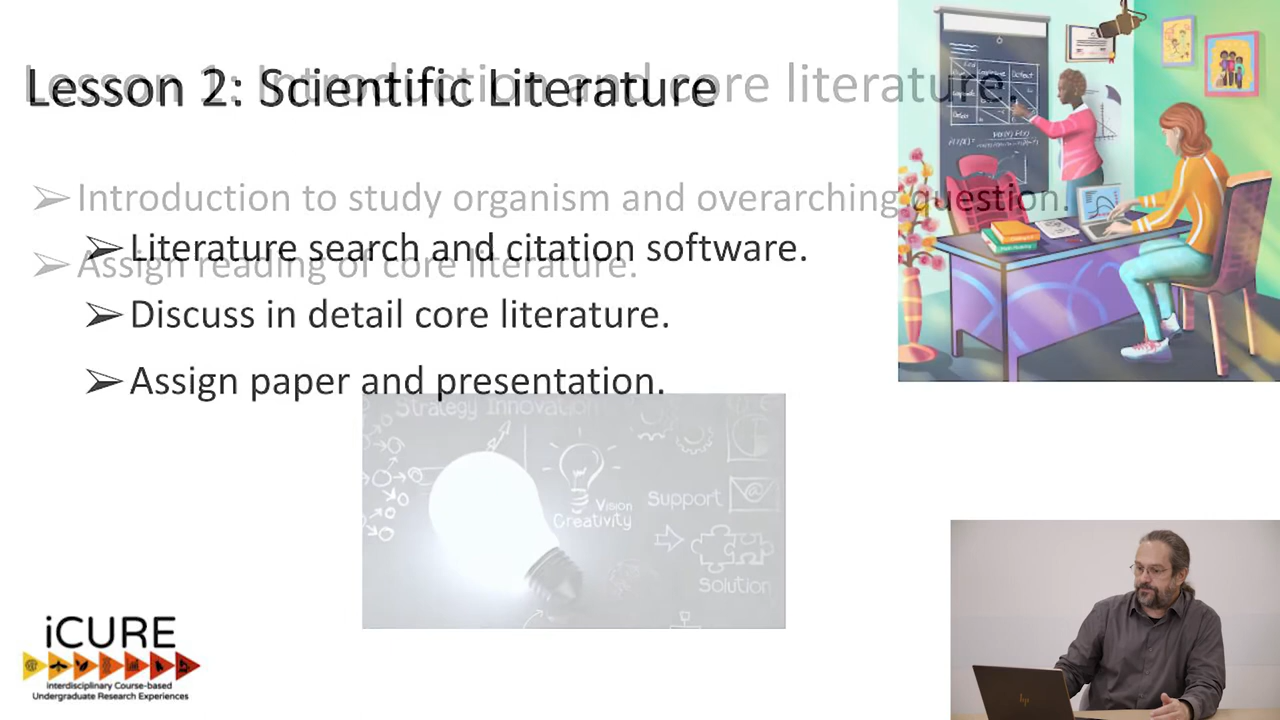 Lesson 2: Scientific Literature
Lesson 1: Introduction and core literature
➢ Introduction to study organism and overarching question.
➢ Literature search and citation software.
➢ Assign reading of core literature.
➢ Discuss in detail core literature.
➢ Assign paper and presentation.
Strategy Innovation
Vision
Creativity
Support
Solution
iCURE
Interdisciplinary Course-based
Undergraduate Research Experiences